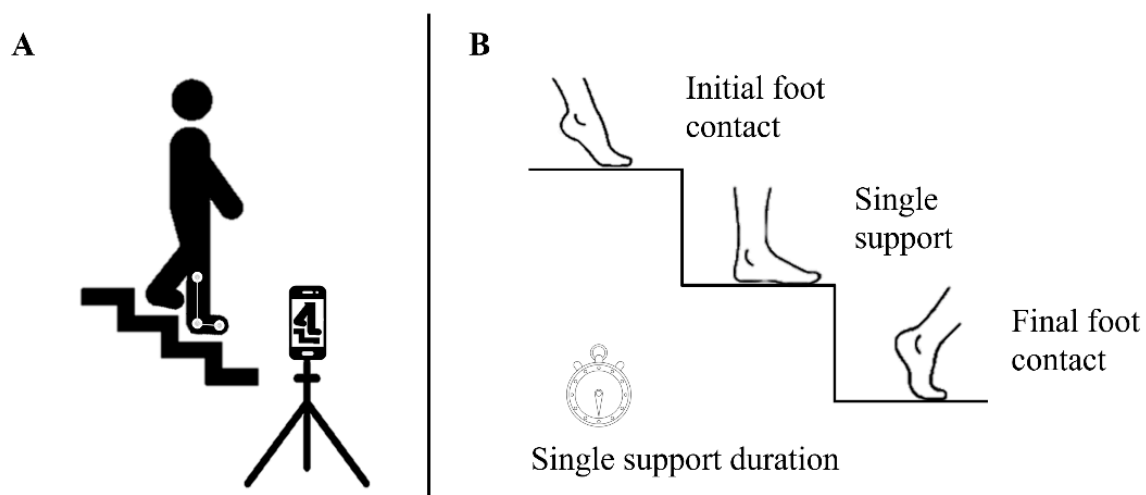 A
B
Initial foot
contact
Single
support
Final foot
contact
Single support duration